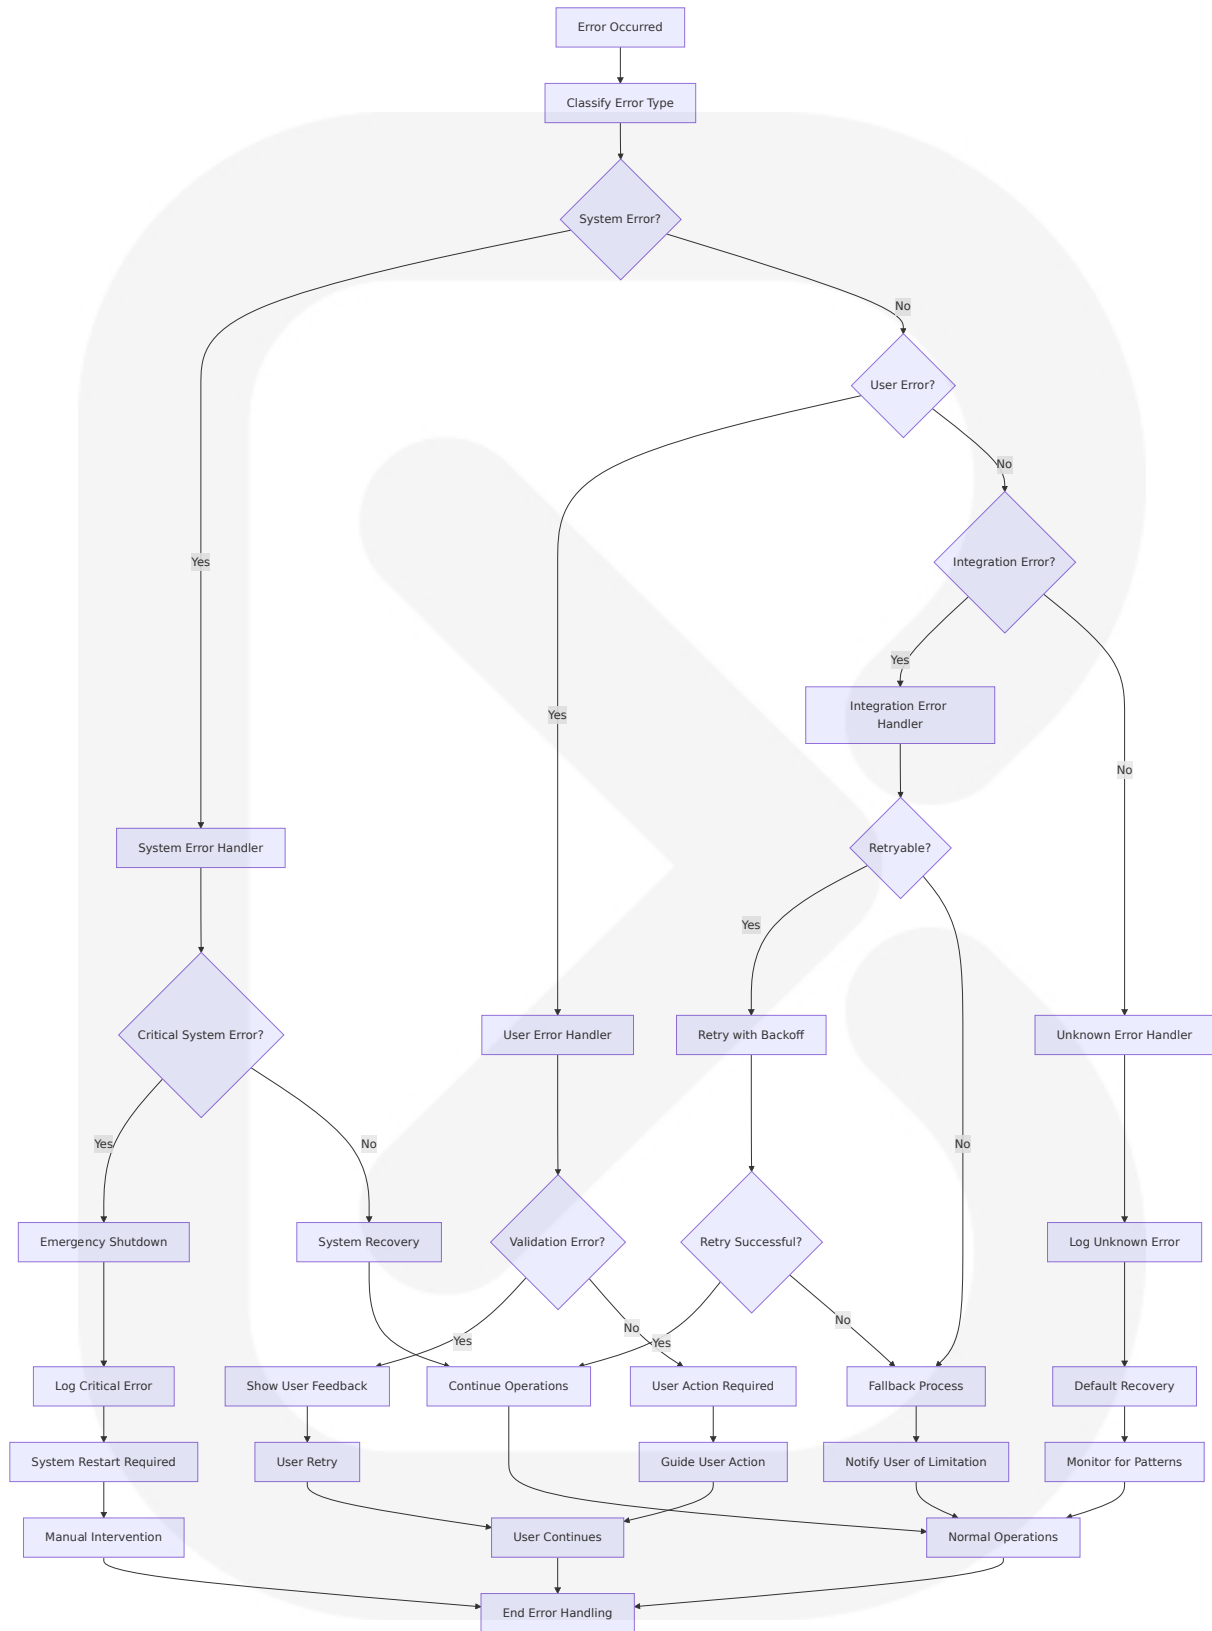 Error Occurred
Classify Error Type
System Error?
No
User Error?
No
Integration Error?
Yes
Yes
Integration Error
Handler
Yes
No
System Error Handler
Retryable?
Yes
Critical System Error?
User Error Handler
Retry with Backoff
Unknown Error Handler
Yes
No
No
Emergency Shutdown
System Recovery
Validation Error?
Retry Successful?
Log Unknown Error
Yes
No
Yes
No
Log Critical Error
Show User Feedback
Continue Operations
User Action Required
Fallback Process
Default Recovery
System Restart Required
User Retry
Guide User Action
Notify User of Limitation
Monitor for Patterns
Manual Intervention
User Continues
Normal Operations
End Error Handling